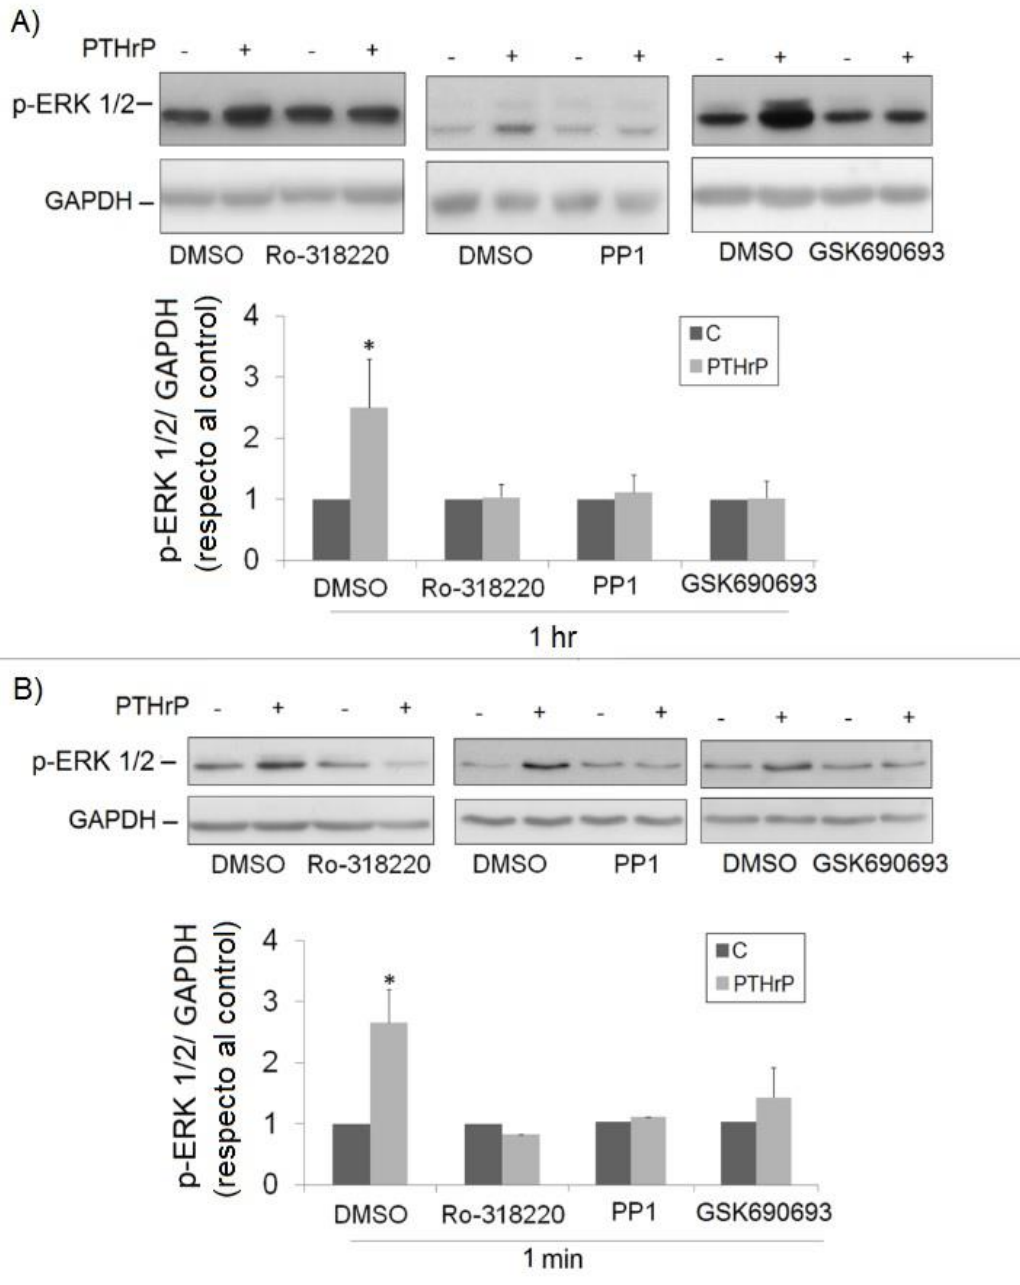 A)
PTHrP - + - + - + - + - + - +
p-ERK 1/2–
GAPDH –
DMSO Ro-318220 DMSO PP1 DMSO GSK690693
p-ERK 1/2/ GAPDH
(respecto al control)
4
3
2
1
0
*
C
PTHrP
DMSO Ro-318220 PP1 GSK690693
1 hr
B)
PTHrP - + - + - + - + - + - +
p-ERK 1/2 –
GAPDH –
DMSO Ro-318220 DMSO PP1 DMSO GSK690693
p-ERK 1/2/ GAPDH
(respecto al control)
4
3
2
1
0
*
C
PTHrP
DMSO Ro-318220 PP1 GSK690693
1 min